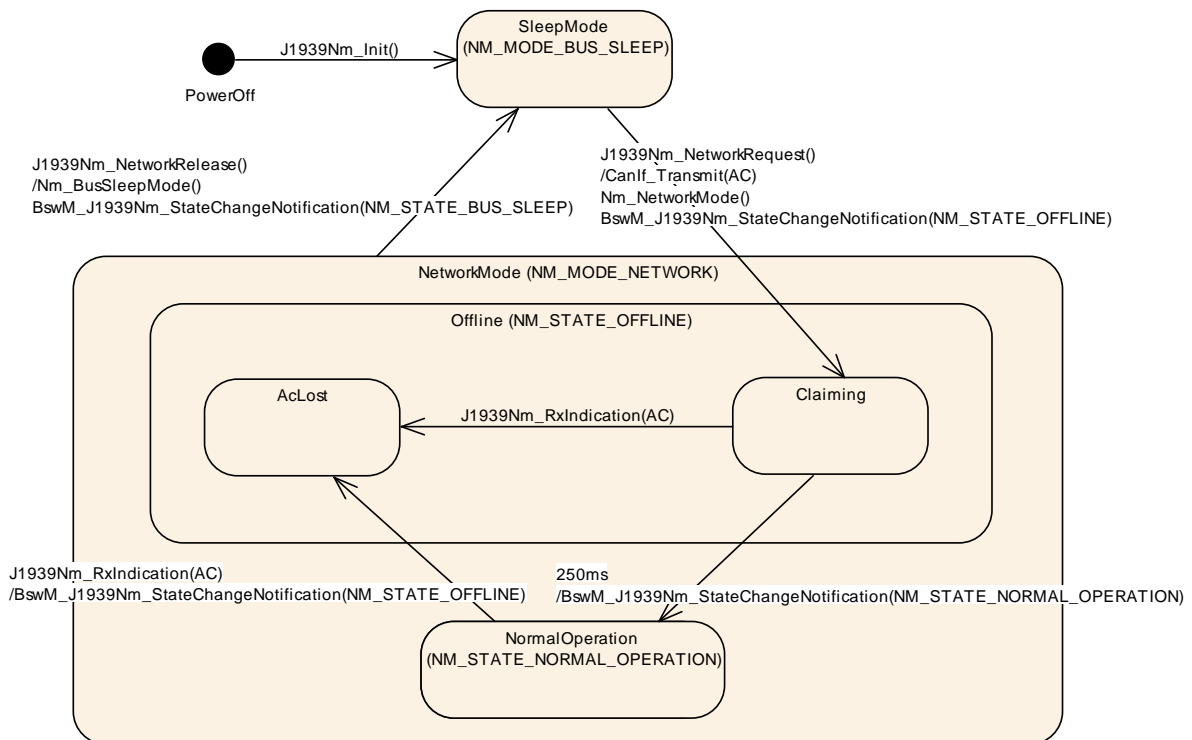 SleepMode
(NM_MODE_BUS_SLEEP)
J1939Nm_Init()
PowerOff
J1939Nm_NetworkRelease()
/Nm_BusSleepMode()
BswM_J1939Nm_StateChangeNotification(NM_STATE_BUS_SLEEP)
J1939Nm_NetworkRequest()
/CanIf_Transmit(AC)
Nm_NetworkMode()
BswM_J1939Nm_StateChangeNotification(NM_STATE_OFFLINE)
NetworkMode (NM_MODE_NETWORK)
Offline (NM_STATE_OFFLINE)
AcLost
Claiming
J1939Nm_RxIndication(AC)
J1939Nm_RxIndication(AC)
/BswM_J1939Nm_StateChangeNotification(NM_STATE_OFFLINE)
250ms
/BswM_J1939Nm_StateChangeNotification(NM_STATE_NORMAL_OPERATION)
NormalOperation
(NM_STATE_NORMAL_OPERATION)